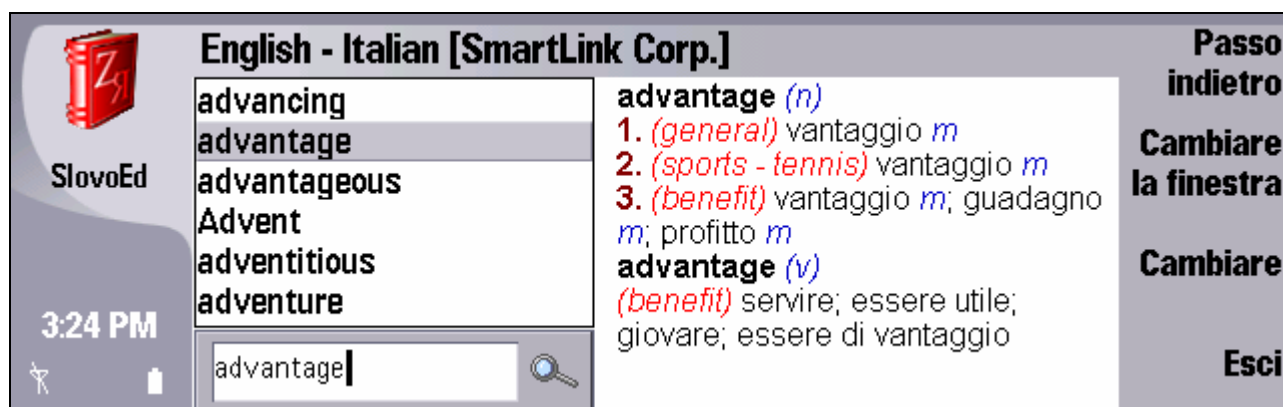 English - Italian [SmartLink Corp.]
SlovoEd
3:24 PM
advancing
advantage
advantageous
Advent
adventitious
adventure
advantage
advantage (n)
1. (general) vantaggio m
2. (sports - tennis) vantaggio m
3. (benefit) vantaggio m; guadagno
m; profitto m
advantage (v)
(benefit) servire; essere utile;
giovare; essere di vantaggio
Passo
indietro
Cambiare
la finestra
Cambiare
Esci